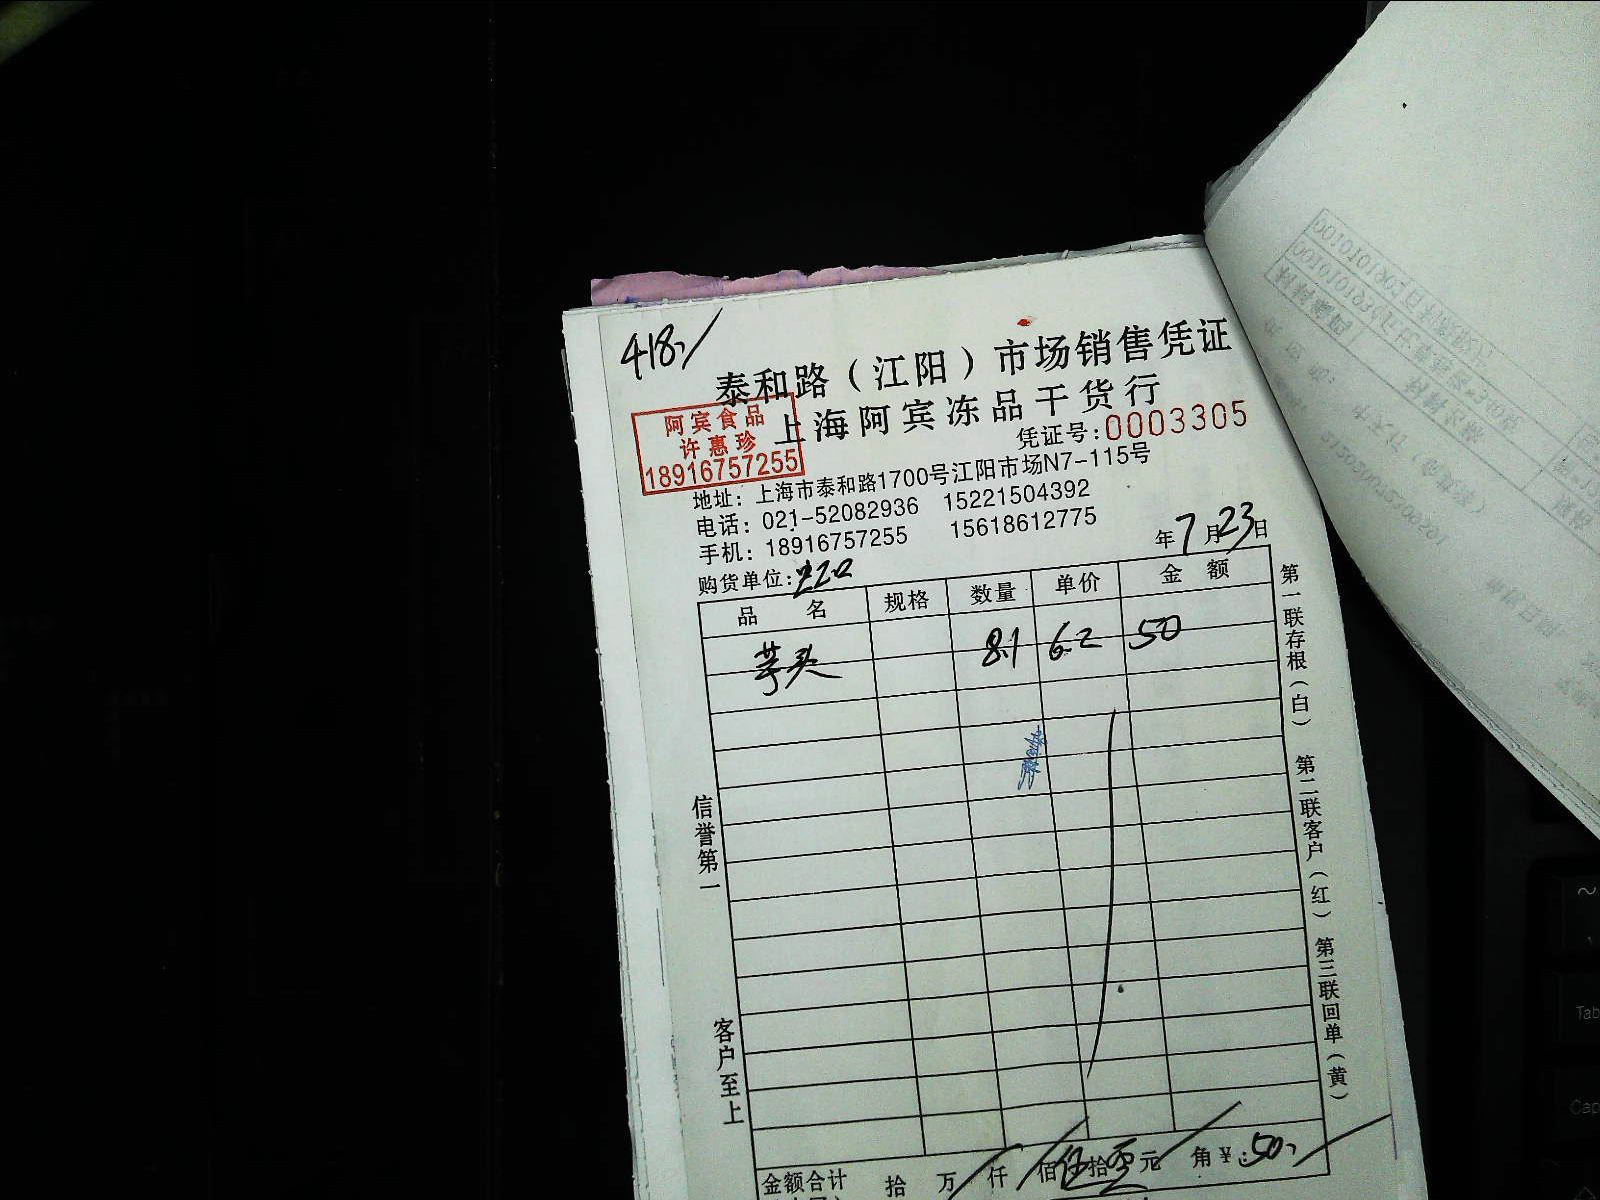 418
泰和路（江阳）市场销售凭证
上海阿宾冻品干货行
阿宾食品
许惠珍
18916757255
凭证号:0003305
地址：上海市泰和路1700号江阳市场N7-115号
电话：021-52082936 15221504392
手机：18916757255 15618612775
年7月23日
购货单位:
品名 规格 数量 单价 金额
芋头 8.1 6.2 50
第一联存根（白） 第二联客户（红） 第三联回单（黄）
信誉第一
客户至上
金额合计 拾 万 仟 佰伍拾零元 角 ¥:50
~
Tab
Cap